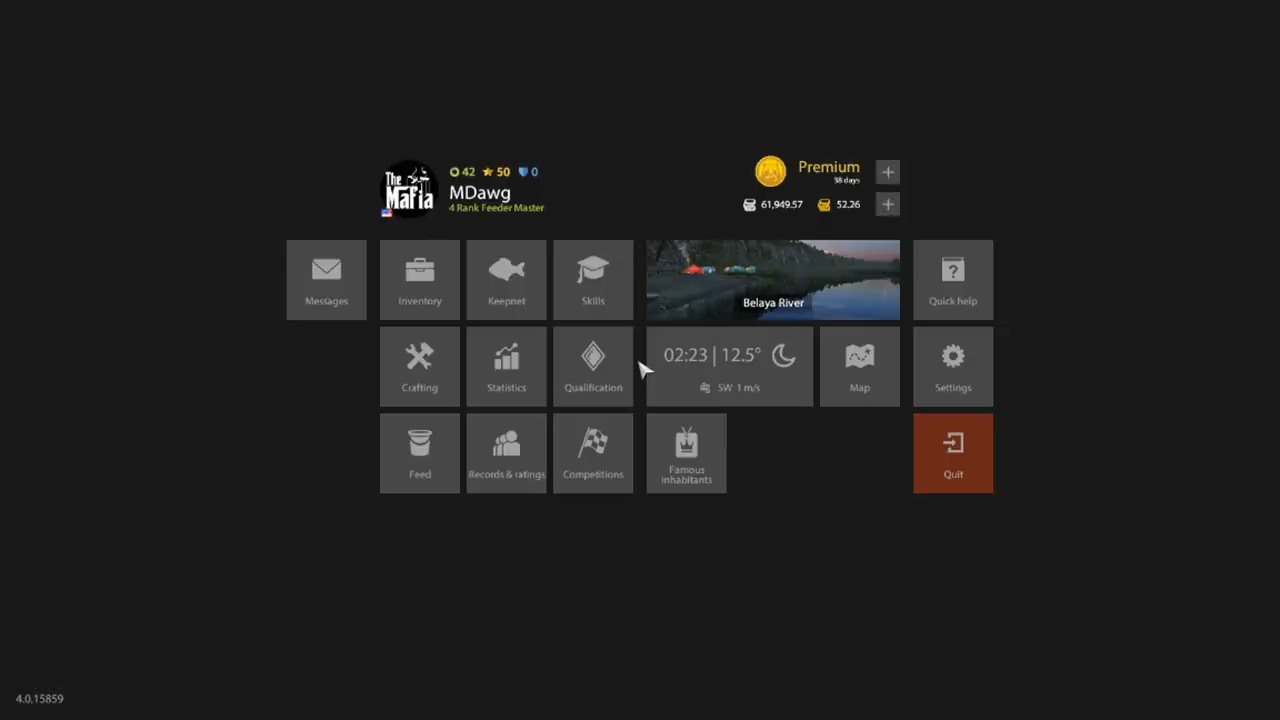 The Mafia
42 50 0
MDawg
4 Rank Feeder Master
Premium
38 days
61,949.57 52.26
Messages
Inventory
Keepnet
Skills
Belaya River
Quick help
Crafting
Statistics
Qualification
02:23 | 12.5°
SW 1 m/s
Map
Settings
Feed
Records & ratings
Competitions
Famous
inhabitants
Quit
4.0.15859